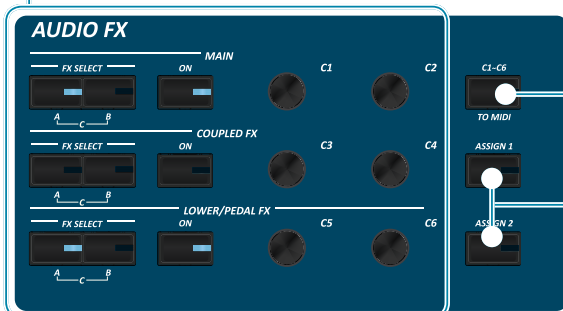 AUDIO FX
MAIN
FX SELECT ON C1 C2 C1~C6
A C B TO MIDI
COUPLED FX
FX SELECT ON C3 C4 ASSIGN 1
A C B
LOWER/PEDAL FX
FX SELECT ON C5 C6 ASSIGN 2
A C B